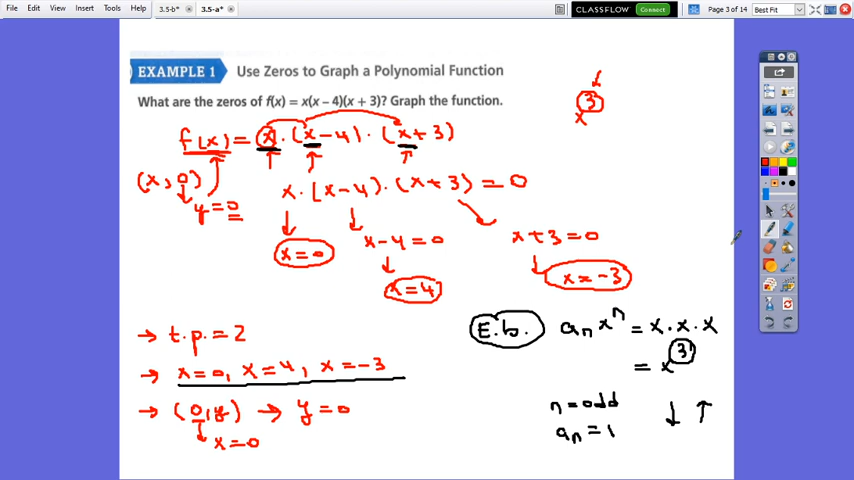 File Edit View Insert Tools Help
3.5-b*
3.5-a*
CLASSFLOW Connect
Page 3 of 14
Best Fit
EXAMPLE 1 Use Zeros to Graph a Polynomial Function
What are the zeros of f(x) = x(x − 4)(x + 3)? Graph the function.
x³
f(x) = x · (x−4) · (x+3)
(x, 0)
y = 0
x · (x−4) · (x+3) = 0
x = 0
x−4 = 0
x = 4
x+3 = 0
x = −3
→ t.p. = 2
→ x = 0, x = 4, x = −3
→ (0, y) → y = 0
x = 0
E.b. aₙxⁿ = x · x · x
= x³
n = odd ↓ ↑
aₙ = 1